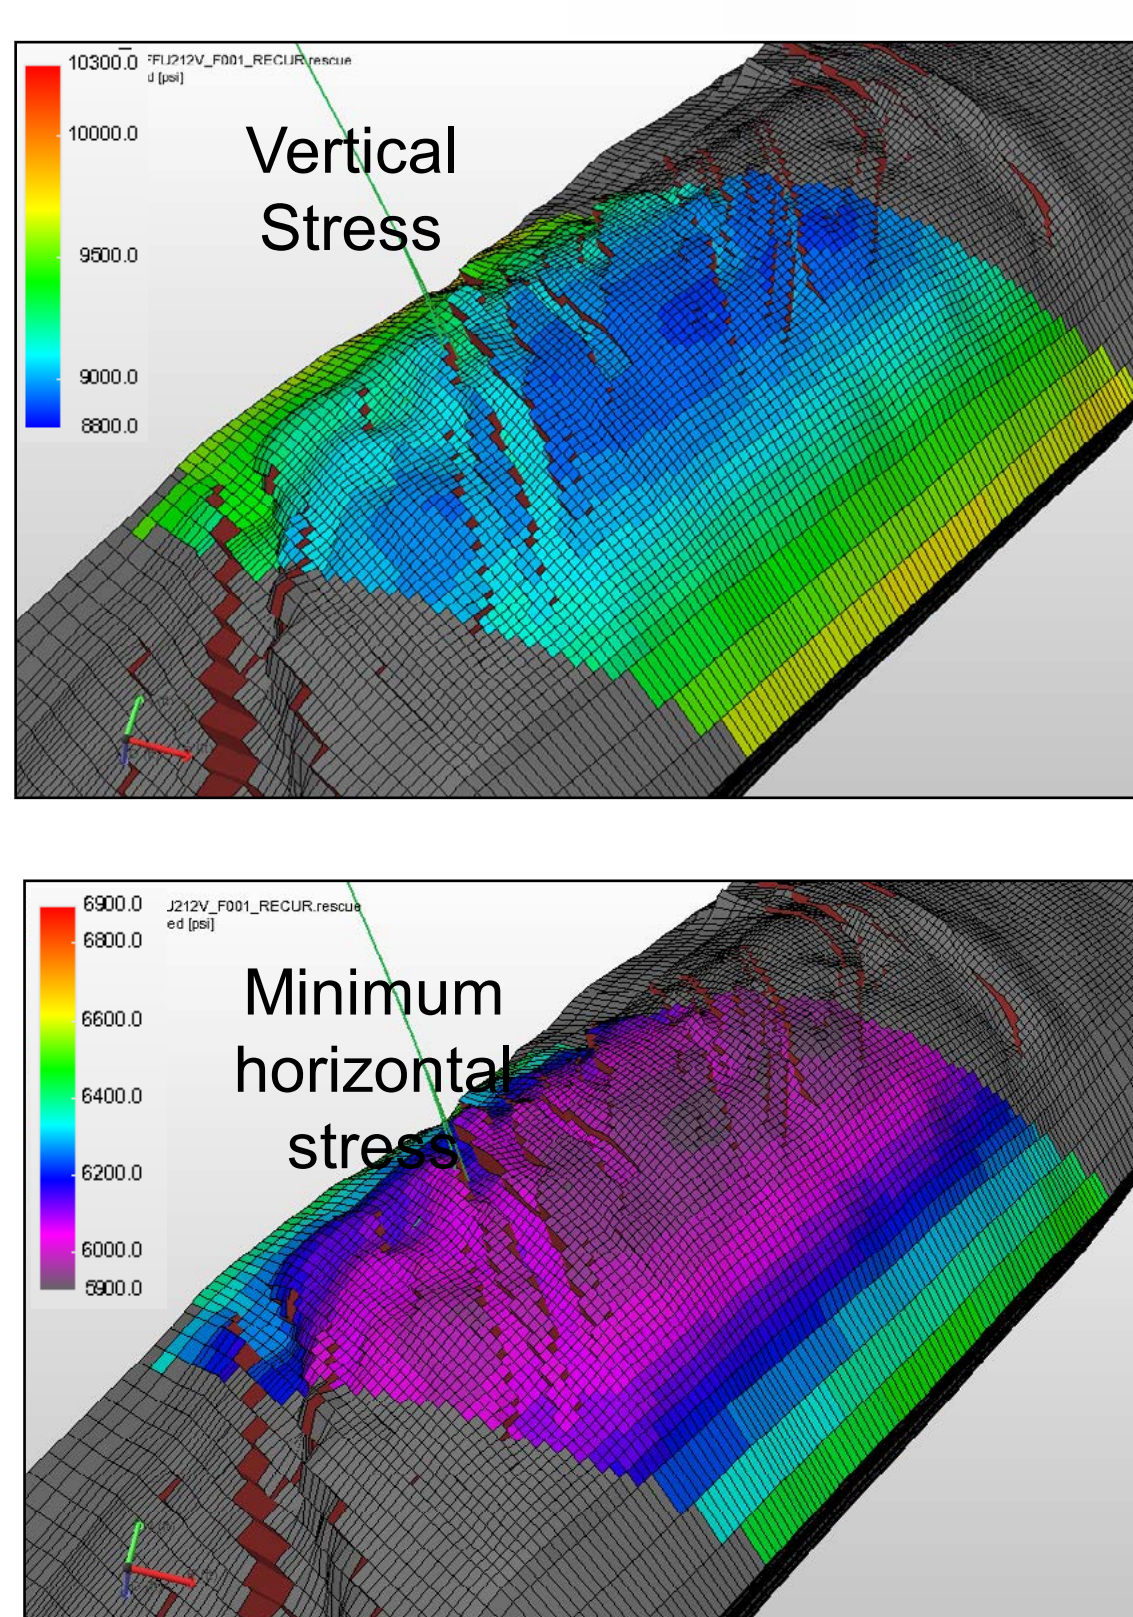 10300.0
FFU212V_F001_RECUR.rescue
d [psi]
10000.0
Vertical
Stress
9500.0
9000.0
8800.0
6900.0
J212V_F001_RECUR.rescue
ed [psi]
6800.0
Minimum
horizontal
stress
6600.0
6400.0
6200.0
6000.0
5900.0